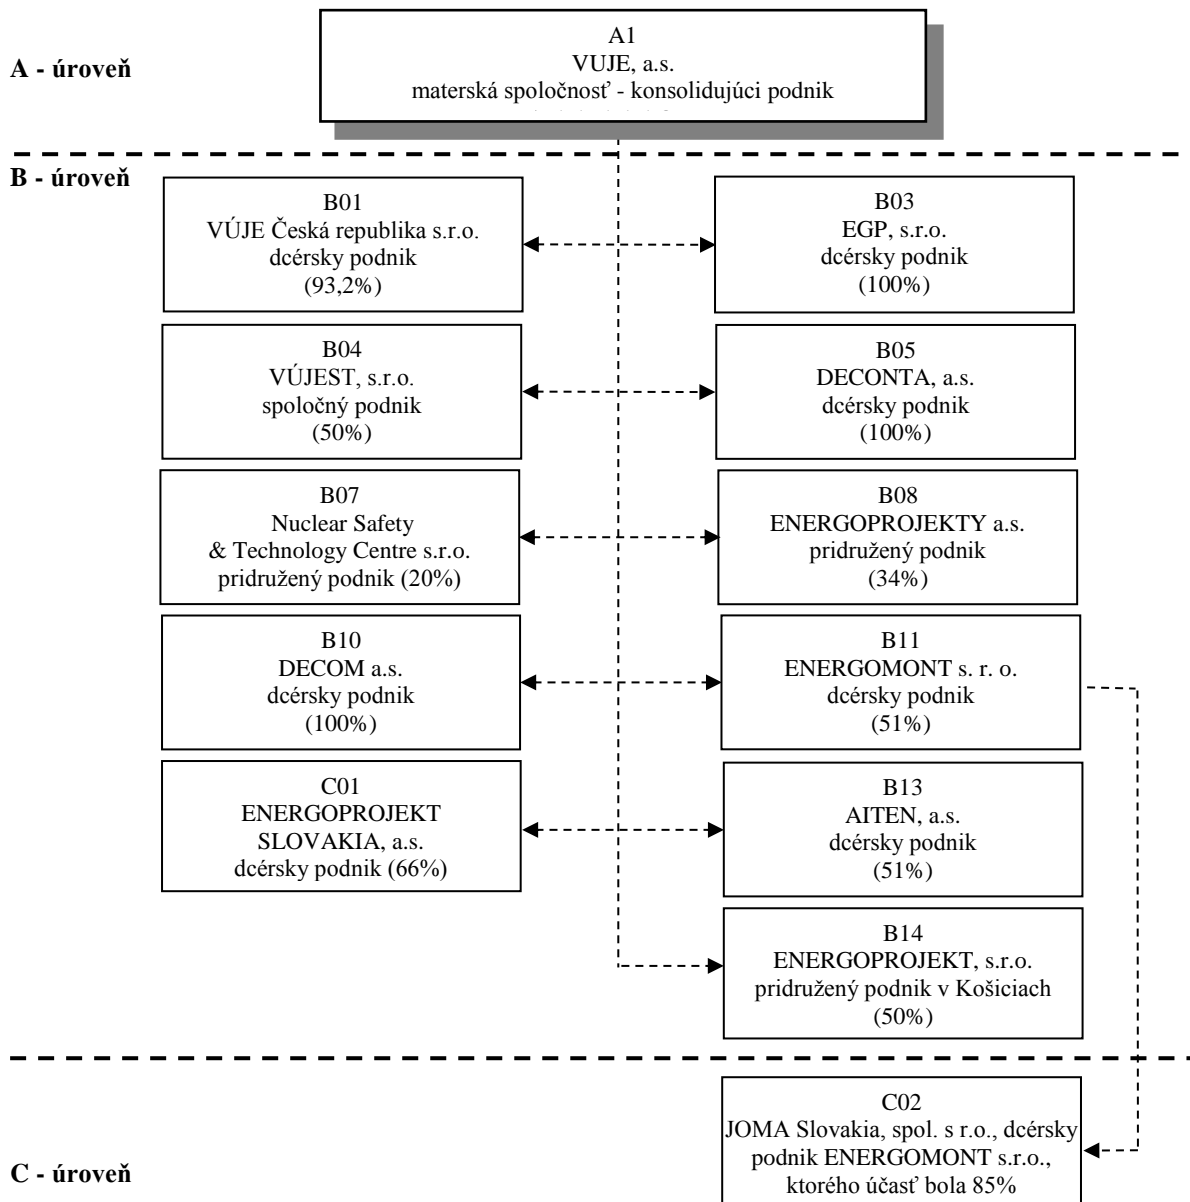 A1
VUJE, a.s.
materská spoločnosť - konsolidujúci podnik
A - úroveň
B - úroveň
B01
VÚJE Česká republika s.r.o.
dcérsky podnik
(93,2%)
B03
EGP, s.r.o.
dcérsky podnik
(100%)
B04
VÚJEST, s.r.o.
spoločný podnik
(50%)
B05
DECONTA, a.s.
dcérsky podnik
(100%)
B07
Nuclear Safety
& Technology Centre s.r.o.
pridružený podnik (20%)
B08
ENERGOPROJEKTY a.s.
pridružený podnik
(34%)
B10
DECOM a.s.
dcérsky podnik
(100%)
B11
ENERGOMONT s. r. o.
dcérsky podnik
(51%)
C01
ENERGOPROJEKT
SLOVAKIA, a.s.
dcérsky podnik (66%)
B13
AITEN, a.s.
dcérsky podnik
(51%)
B14
ENERGOPROJEKT, s.r.o.
pridružený podnik v Košiciach
(50%)
C02
JOMA Slovakia, spol. s r.o., dcérsky
podnik ENERGOMONT s.r.o.,
ktorého účasť bola 85%
C - úroveň